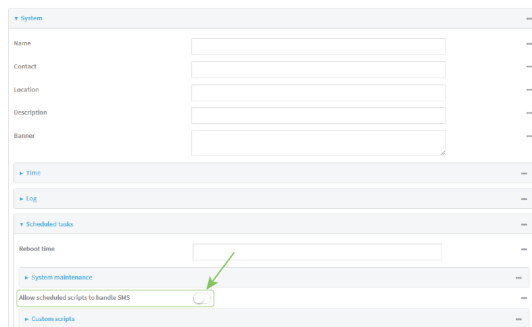 System
Name
Contact
Location
Description
Banner
Time
Log
Scheduled tasks
Reboot time
System maintenance
Allow scheduled scripts to handle SMS
Custom scripts